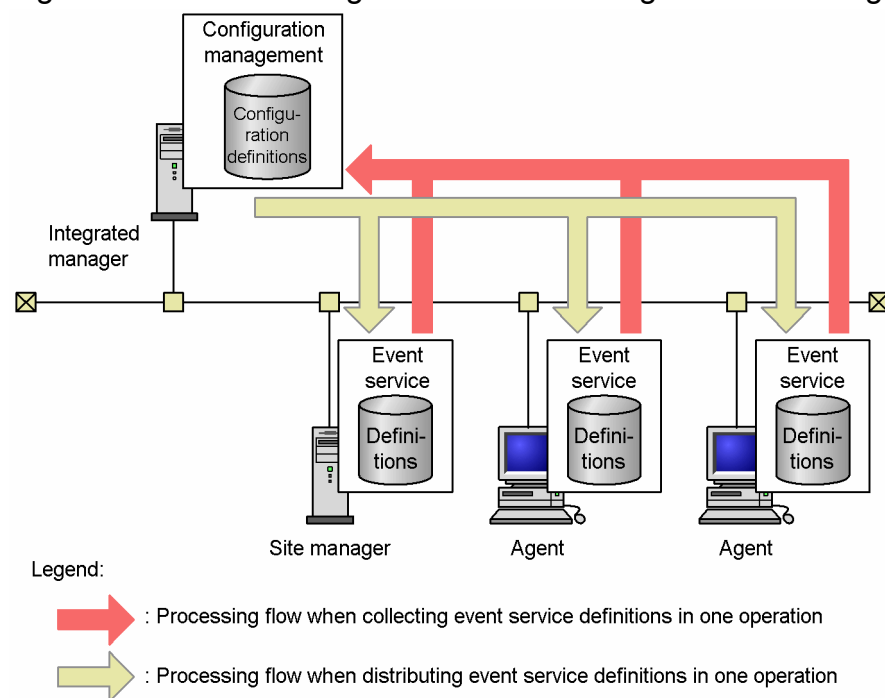 Configuration
management
Configu-
ration
definitions
Integrated
manager
Event
service
Defini-
tions
Event
service
Defini-
tions
Event
service
Defini-
tions
Site manager
Agent
Agent
Legend:
: Processing flow when collecting event service definitions in one operation
: Processing flow when distributing event service definitions in one operation